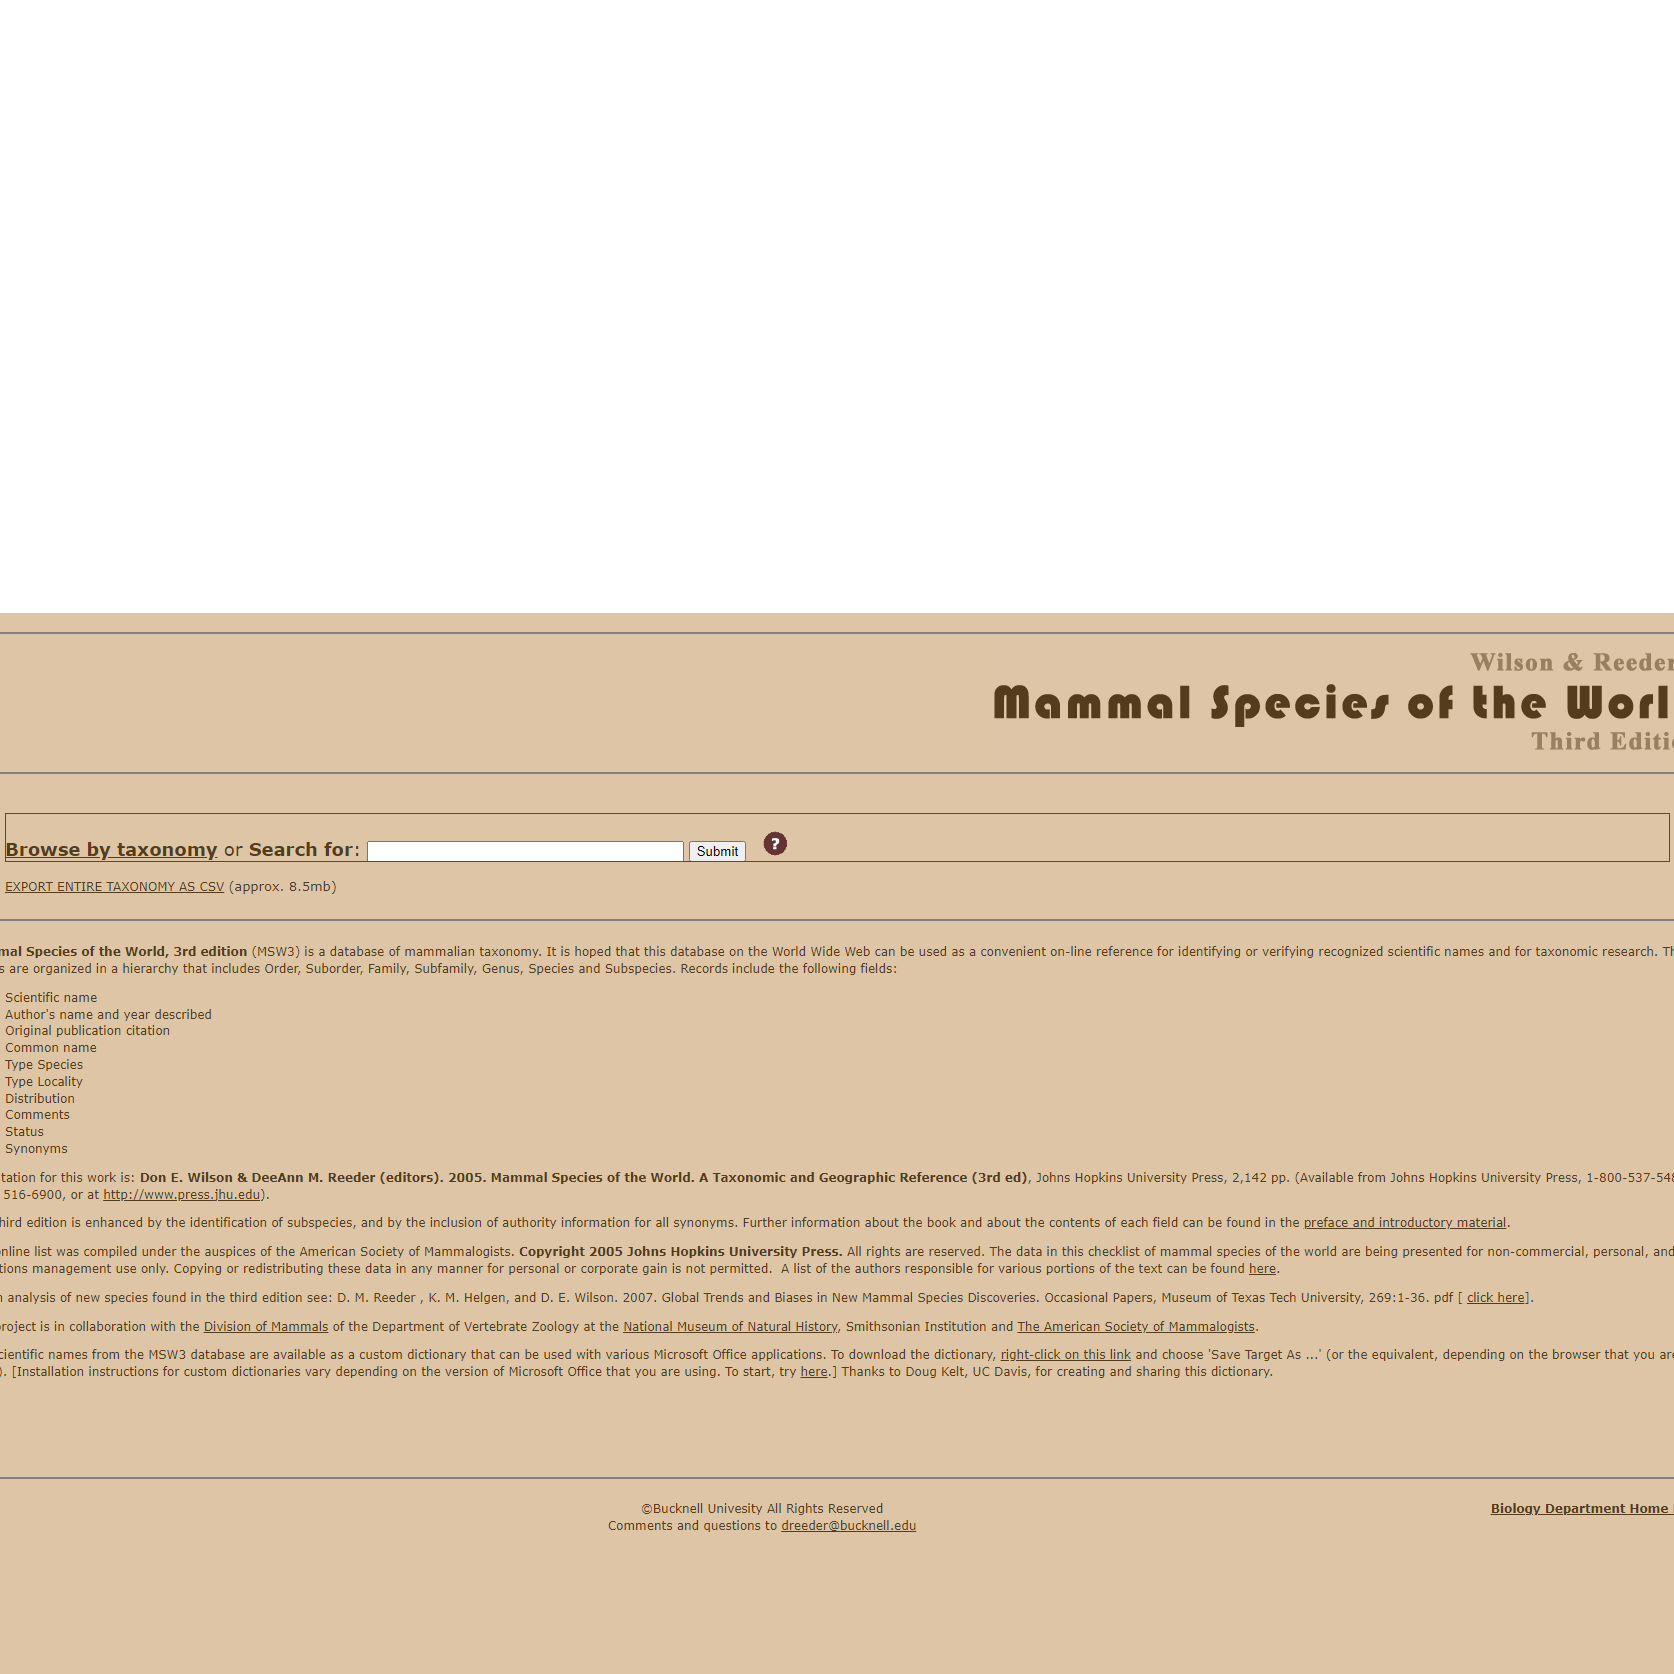 Wilson & Reeder
Mammal Species of the Worl
Third Editi
Browse by taxonomy or Search for: Submit ?
EXPORT ENTIRE TAXONOMY AS CSV (approx. 8.5mb)
mal Species of the World, 3rd edition (MSW3) is a database of mammalian taxonomy. It is hoped that this database on the World Wide Web can be used as a convenient on-line reference for identifying or verifying recognized scientific names and for taxonomic research. Th
s are organized in a hierarchy that includes Order, Suborder, Family, Subfamily, Genus, Species and Subspecies. Records include the following fields:
Scientific name
Author's name and year described
Original publication citation
Common name
Type Species
Type Locality
Distribution
Comments
Status
Synonyms
tation for this work is: Don E. Wilson & DeeAnn M. Reeder (editors). 2005. Mammal Species of the World. A Taxonomic and Geographic Reference (3rd ed), Johns Hopkins University Press, 2,142 pp. (Available from Johns Hopkins University Press, 1-800-537-548
516-6900, or at http://www.press.jhu.edu).
hird edition is enhanced by the identification of subspecies, and by the inclusion of authority information for all synonyms. Further information about the book and about the contents of each field can be found in the preface and introductory material.
nline list was compiled under the auspices of the American Society of Mammalogists. Copyright 2005 Johns Hopkins University Press. All rights are reserved. The data in this checklist of mammal species of the world are being presented for non-commercial, personal, and
tions management use only. Copying or redistributing these data in any manner for personal or corporate gain is not permitted. A list of the authors responsible for various portions of the text can be found here.
n analysis of new species found in the third edition see: D. M. Reeder , K. M. Helgen, and D. E. Wilson. 2007. Global Trends and Biases in New Mammal Species Discoveries. Occasional Papers, Museum of Texas Tech University, 269:1-36. pdf [ click here].
roject is in collaboration with the Division of Mammals of the Department of Vertebrate Zoology at the National Museum of Natural History, Smithsonian Institution and The American Society of Mammalogists.
cientific names from the MSW3 database are available as a custom dictionary that can be used with various Microsoft Office applications. To download the dictionary, right-click on this link and choose 'Save Target As ...' (or the equivalent, depending on the browser that you are
). [Installation instructions for custom dictionaries vary depending on the version of Microsoft Office that you are using. To start, try here.] Thanks to Doug Kelt, UC Davis, for creating and sharing this dictionary.
©Bucknell Univesity All Rights Reserved
Comments and questions to dreeder@bucknell.edu
Biology Department Home